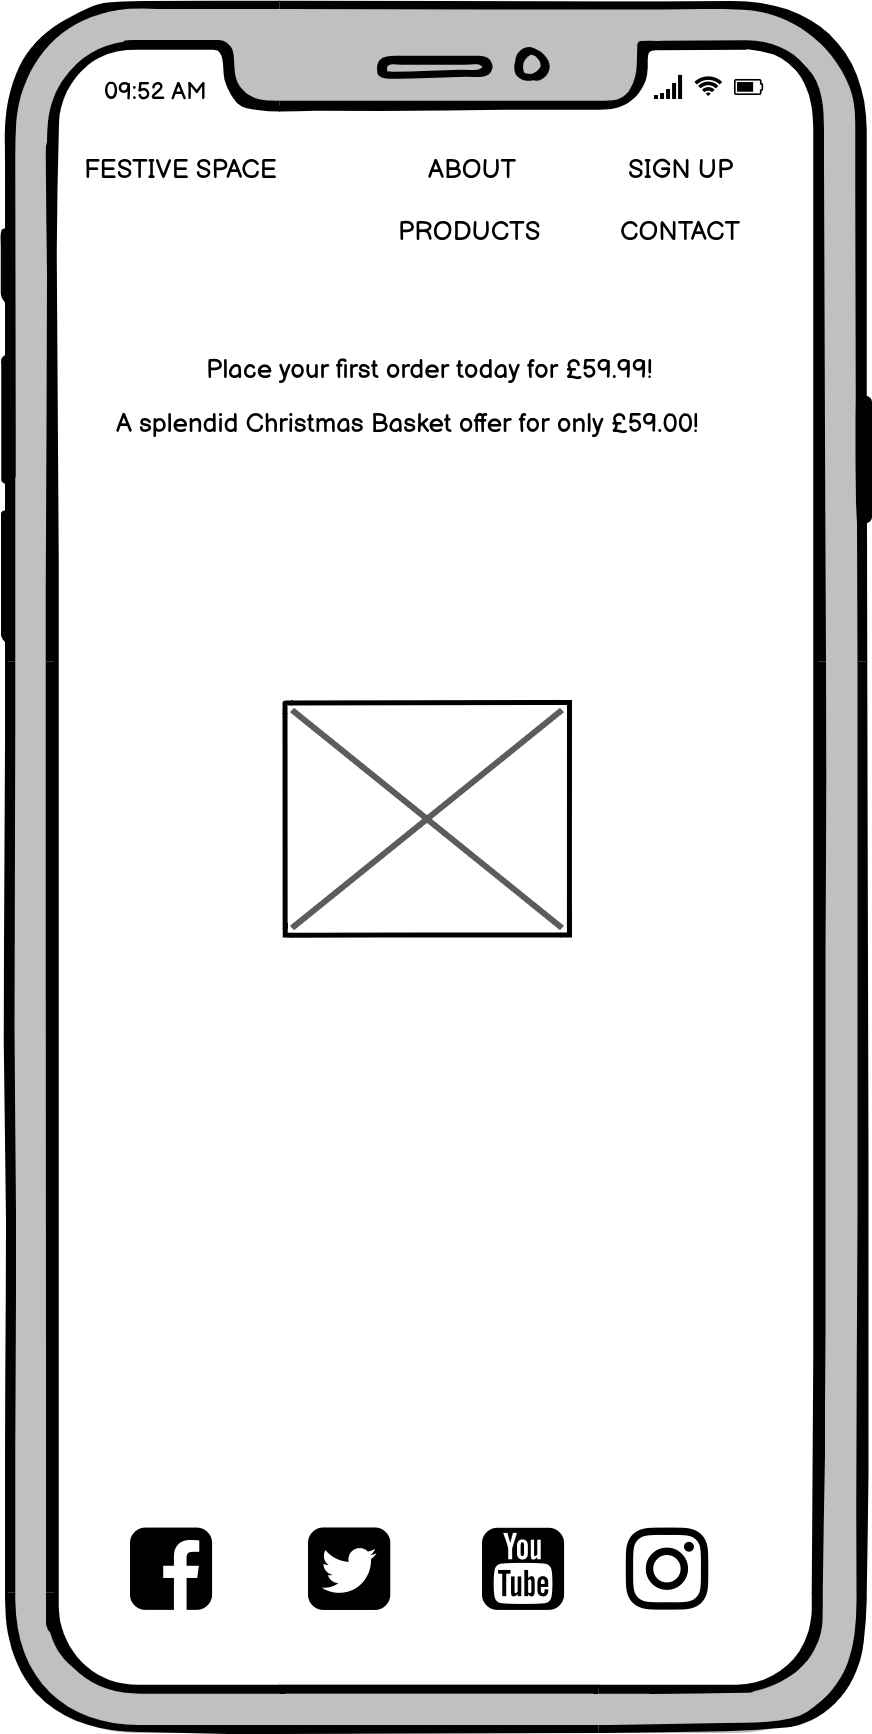 09:52 AM
FESTIVE SPACE ABOUT SIGN UP
PRODUCTS CONTACT
Place your first order today for £59.99!
A splendid Christmas Basket offer for only £59.00!
You
Tube